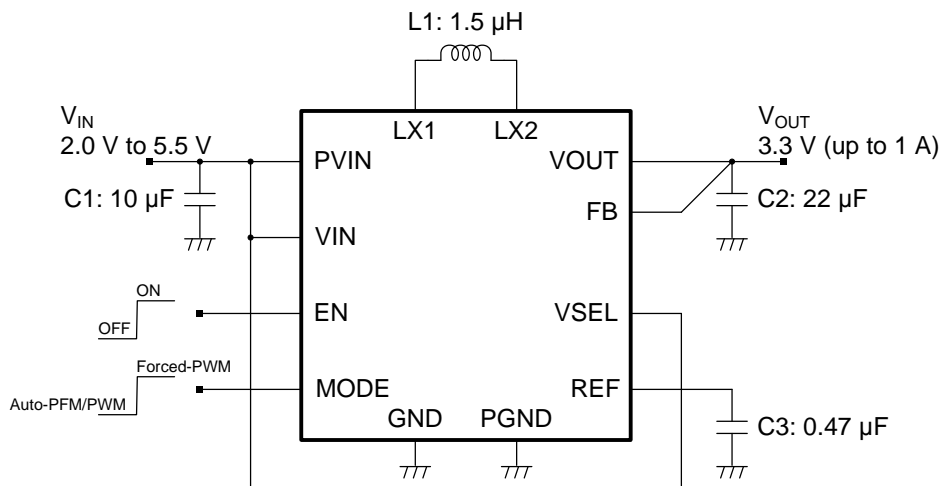 L1: 1.5 µH
LX1 LX2
VIN
2.0 V to 5.5 V
VOUT
3.3 V (up to 1 A)
PVIN
VOUT
C1: 10 µF
FB
C2: 22 µF
VIN
ON
OFF
EN
VSEL
Forced-PWM
Auto-PFM/PWM
MODE
REF
GND PGND
C3: 0.47 µF